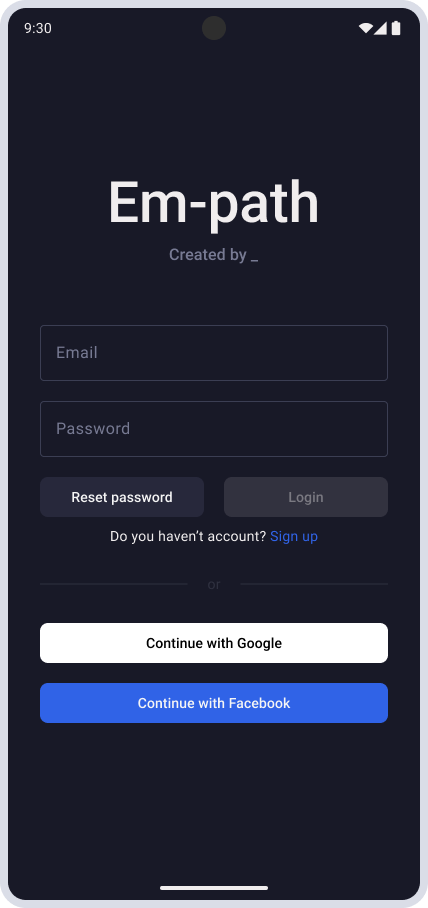 9:30
Em-path
Created by _
Email
Password
Reset password
Login
Do you haven't account? Sign up
or
Continue with Google
Continue with Facebook